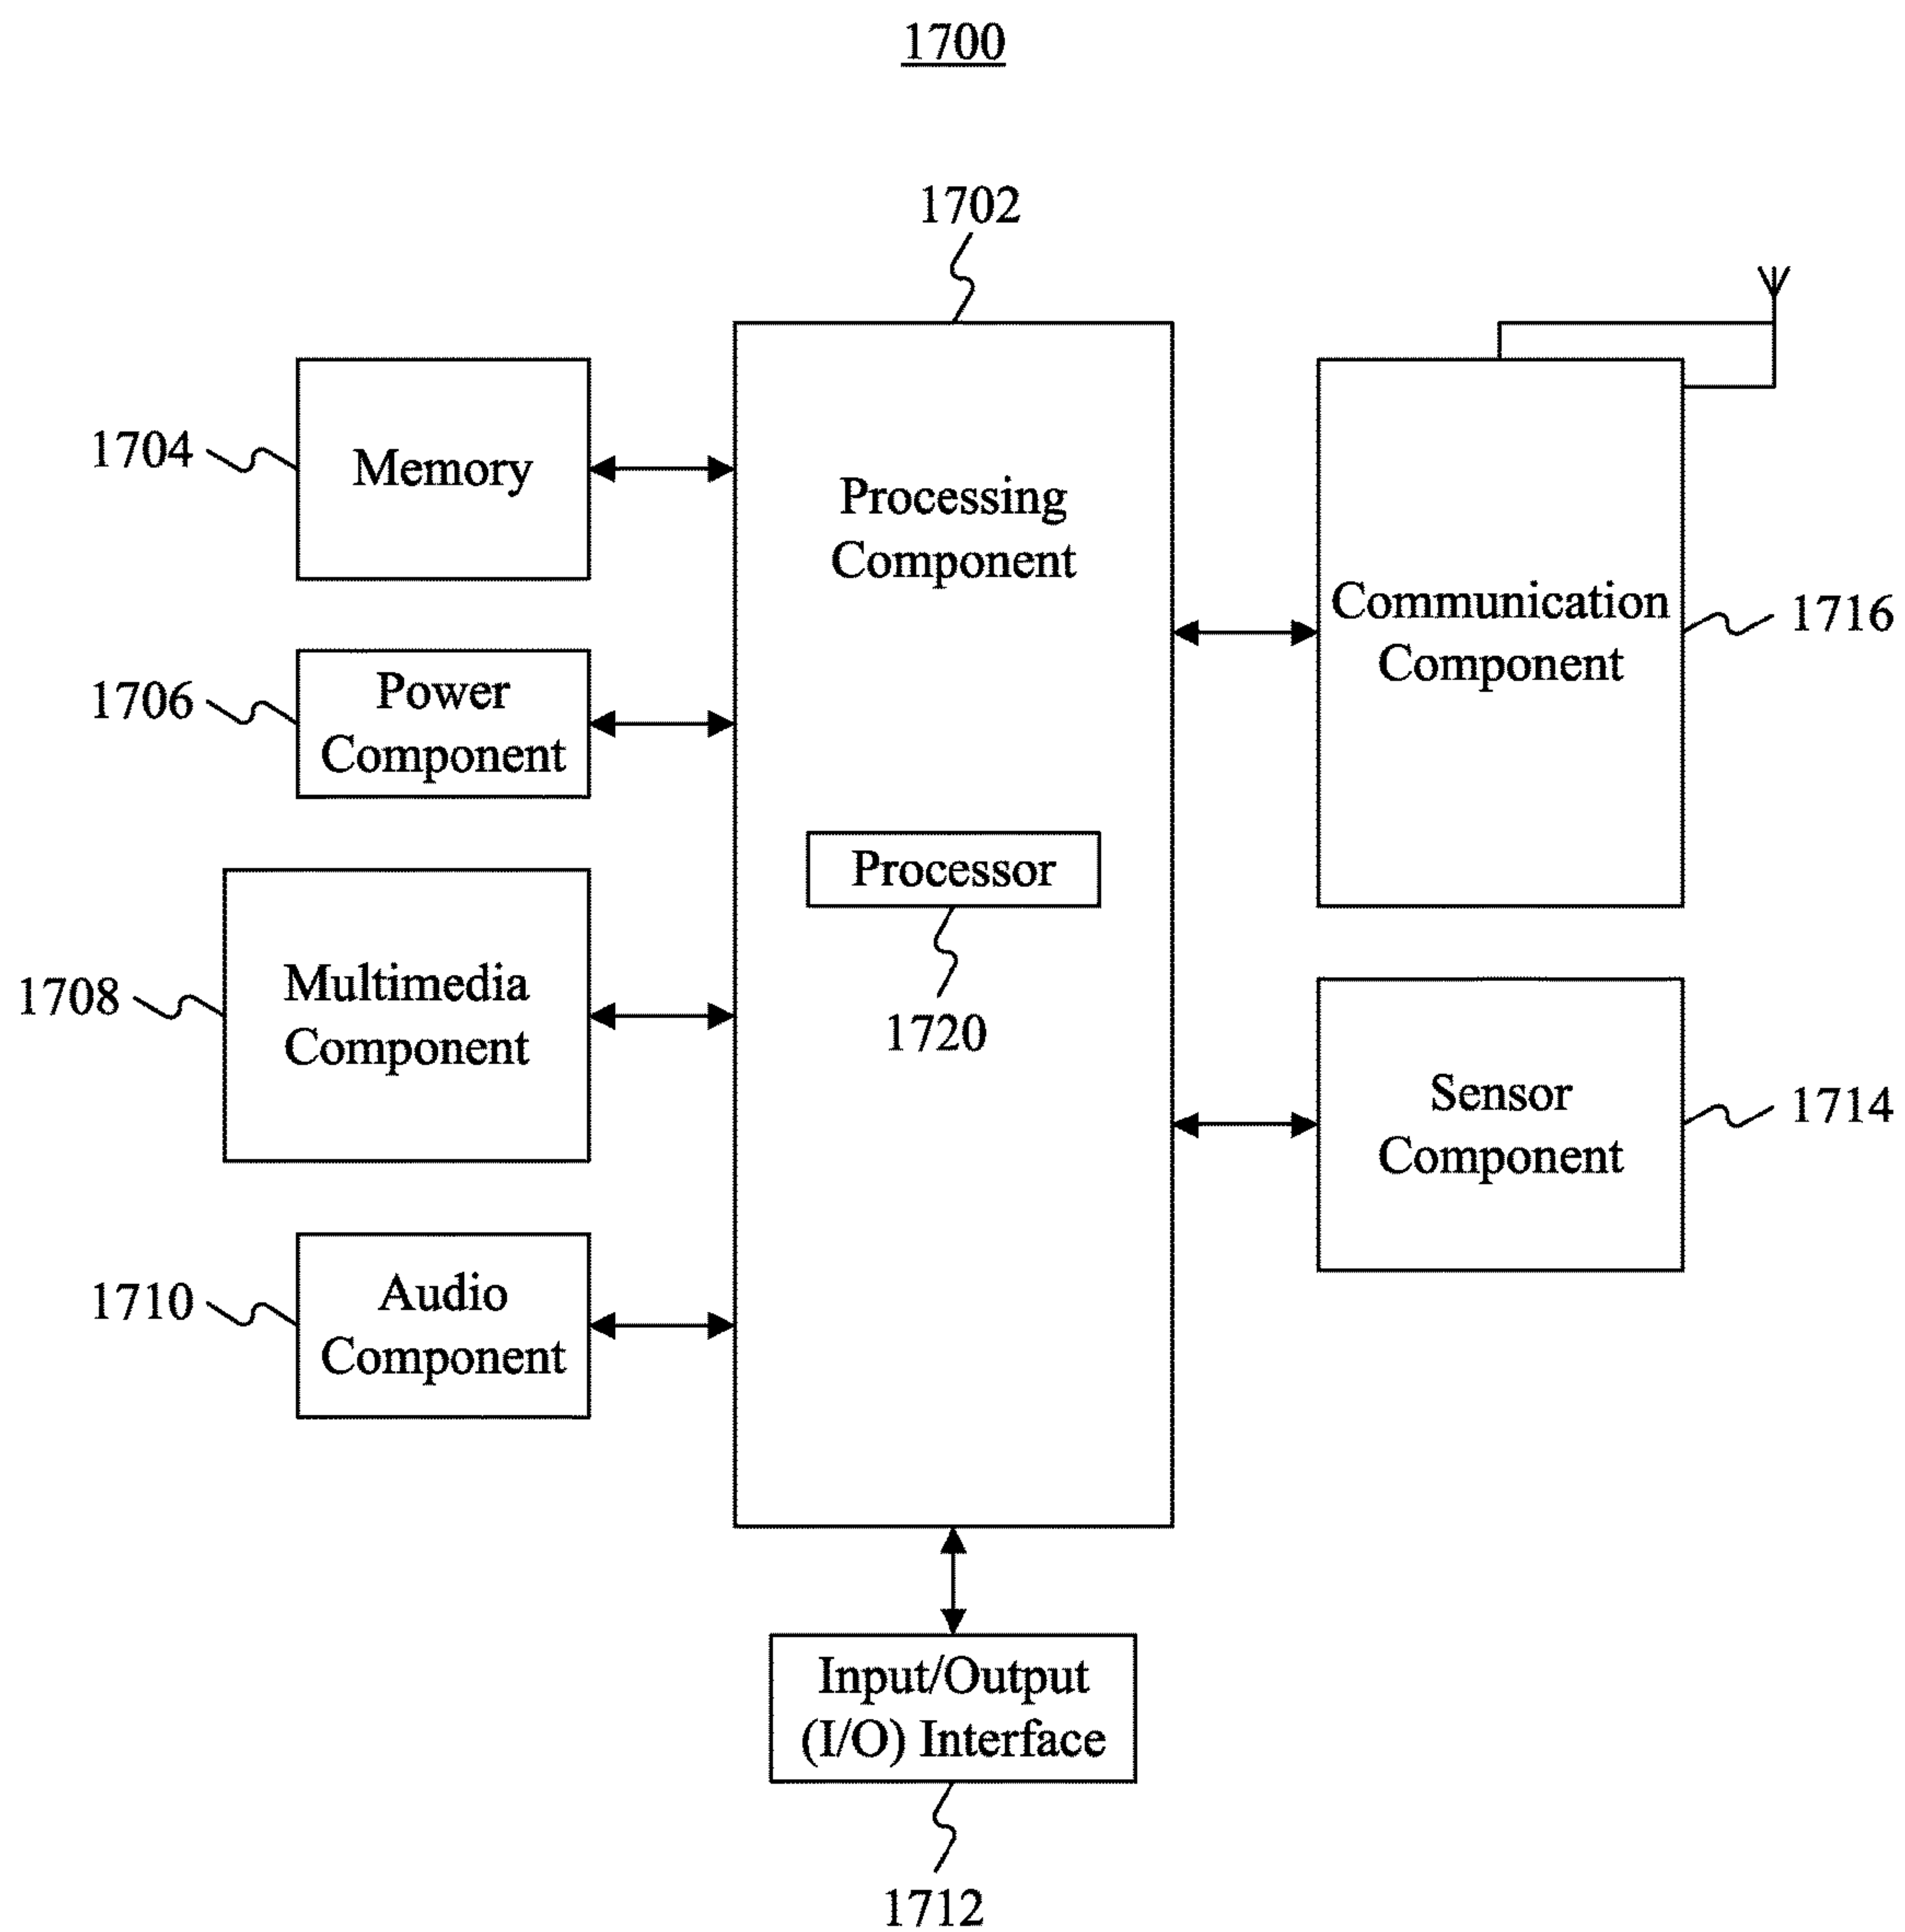 1700
1702
1704
Memory
Processing
Component
Communication
Component
1716
1706
Power
Component
Processor
1720
1708
Multimedia
Component
Sensor
Component
1714
1710
Audio
Component
Input/Output
(I/O) Interface
1712